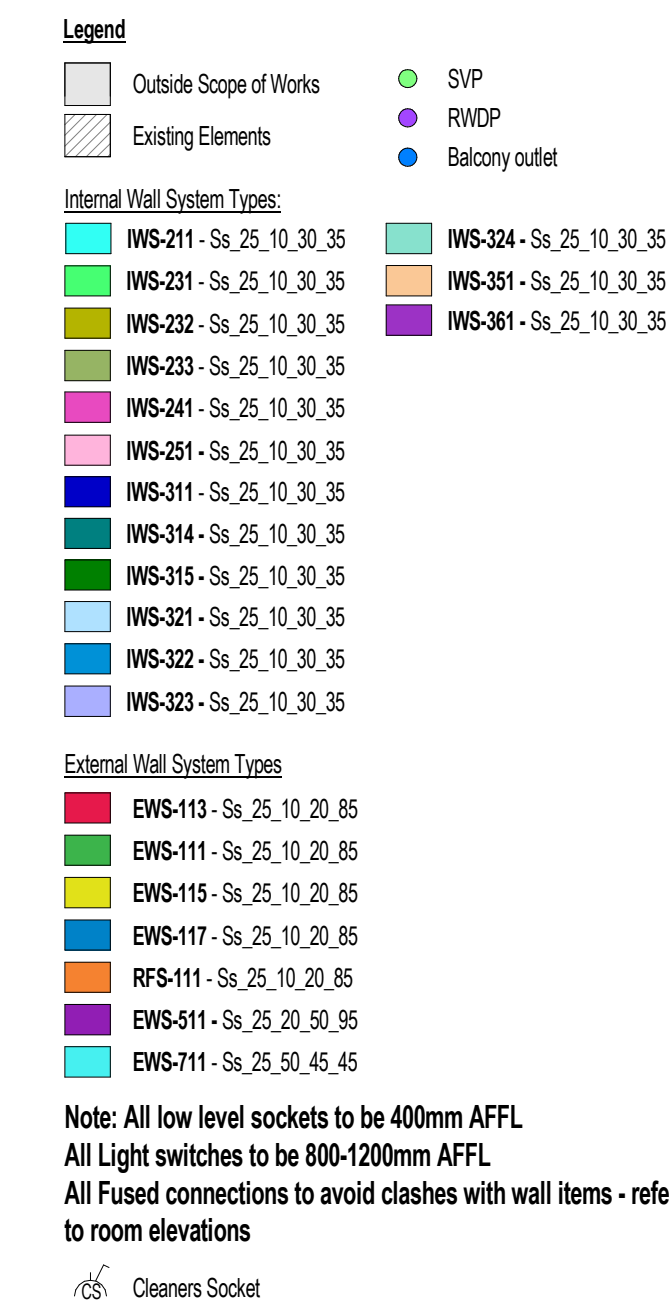 Legend
Outside Scope of Works
Existing Elements
SVP
RWDP
Balcony outlet
Internal Wall System Types:
IWS-211 - Ss_25_10_30_35
IWS-231 - Ss_25_10_30_35
IWS-232 - Ss_25_10_30_35
IWS-233 - Ss_25_10_30_35
IWS-241 - Ss_25_10_30_35
IWS-251 - Ss_25_10_30_35
IWS-311 - Ss_25_10_30_35
IWS-314 - Ss_25_10_30_35
IWS-315 - Ss_25_10_30_35
IWS-321 - Ss_25_10_30_35
IWS-322 - Ss_25_10_30_35
IWS-323 - Ss_25_10_30_35
IWS-324 - Ss_25_10_30_35
IWS-351 - Ss_25_10_30_35
IWS-361 - Ss_25_10_30_35
External Wall System Types
EWS-113 - Ss_25_10_20_85
EWS-111 - Ss_25_10_20_85
EWS-115 - Ss_25_10_20_85
EWS-117 - Ss_25_10_20_85
RFS-111 - Ss_25_10_20_85
EWS-511 - Ss_25_20_50_95
EWS-711 - Ss_25_50_45_45
Note: All low level sockets to be 400mm AFFL
All Light switches to be 800-1200mm AFFL
All Fused connections to avoid clashes with wall items - refe
to room elevations
CS Cleaners Socket